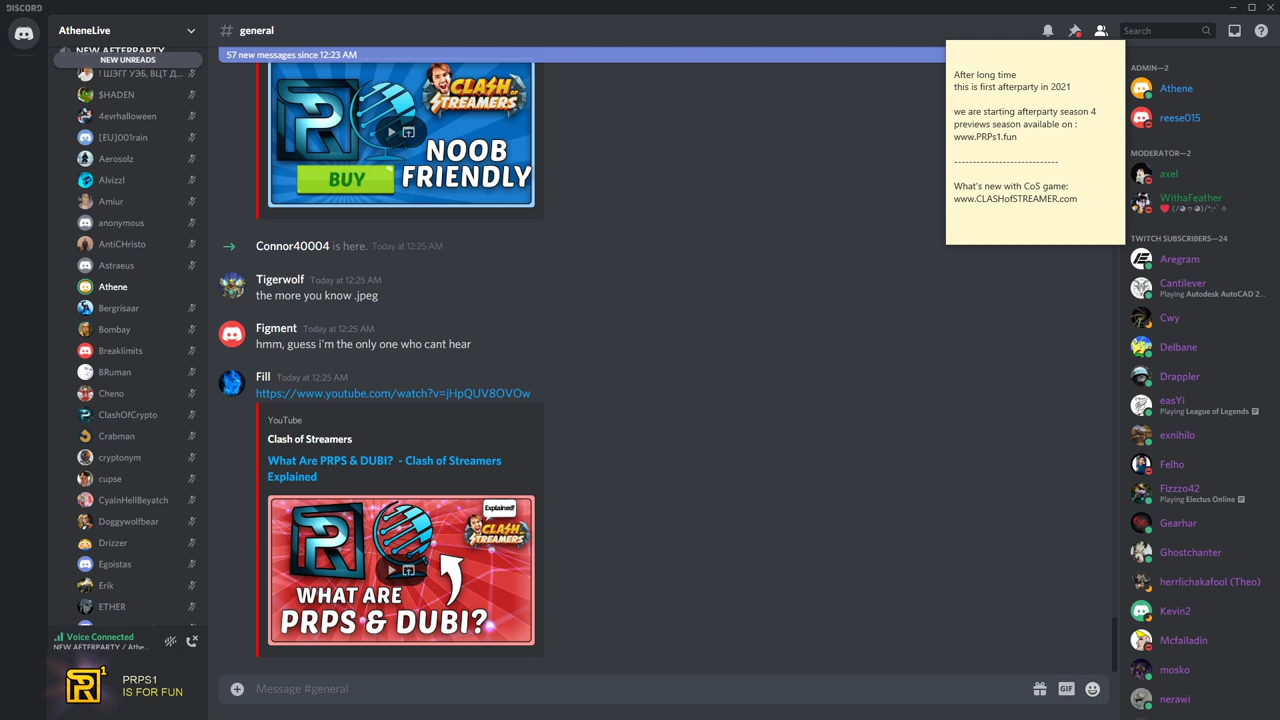 DISCORD
AtheneLive
NEW AFTERPARTY
NEW UNREADS
! ШЭГГ УЭБ, ВЦТ Д...
$HADEN
4evrhalloween
[EU]001rain
Aerosolz
Alvizzl
Amiur
anonymous
AntiCHristo
Astraeus
Athene
Bergrisaar
Bombay
Breaklimits
BRuman
Cheno
ClashOfCrypto
Crabman
cryptonym
cupse
CyaInHellBeyatch
Doggywolfbear
Drizzer
Egoistas
Erik
ETHER
Voice Connected
NEW AFTERPARTY / Athe...
PRPS1
IS FOR FUN
# general
57 new messages since 12:23 AM
CLASH OF
STREAMERS
NOOB
FRIENDLY
BUY
Connor40004 is here. Today at 12:25 AM
Tigerwolf Today at 12:25 AM
the more you know .jpeg
Figment Today at 12:25 AM
hmm, guess i'm the only one who cant hear
Fill Today at 12:25 AM
https://www.youtube.com/watch?v=jHpQUV8OVOw
YouTube
Clash of Streamers
What Are PRPS & DUBI? - Clash of Streamers
Explained
Explained!
CLASH OF
STREAMERS
WHAT ARE
PRPS & DUBI?
Message #general
GIF
Search
After long time
this is first afterparty in 2021
we are starting afterparty season 4
previews season available on :
www.PRPs1.fun
----------------------------
What's new with CoS game:
www.CLASHofSTREAMER.com
ADMIN—2
Athene
reese015
MODERATOR—2
axel
WithaFeather
TWITCH SUBSCRIBERS—24
Aregram
Cantilever
Playing Autodesk AutoCAD 2...
Cwy
Delbane
Drappler
easYi
Playing League of Legends
exnihilo
Felho
Fizzzo42
Playing Electus Online
Gearhar
Ghostchanter
herrlichakafool (Theo)
Kevin2
Mcfailadin
mosko
nerawi